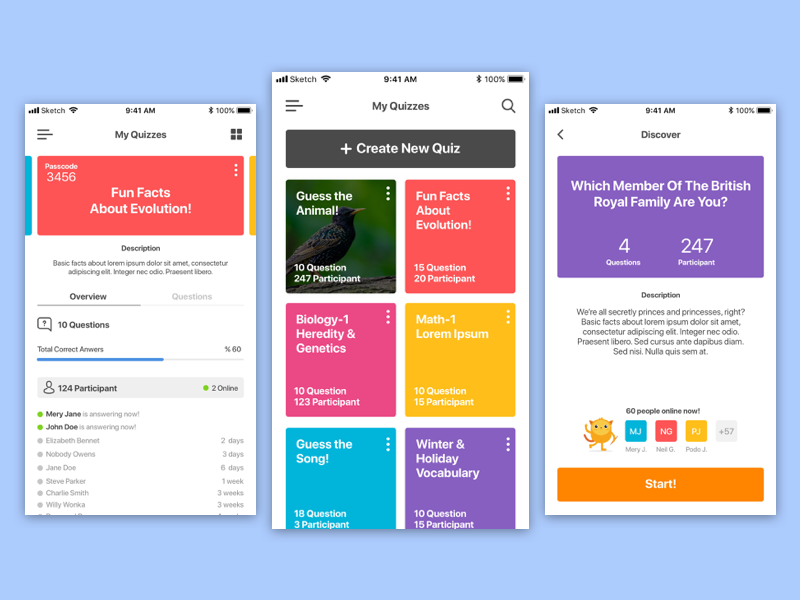 Sketch 9:41 AM 100%
My Quizzes
Passcode
3456
Fun Facts
About Evolution!
Description
Basic facts about lorem ipsum dolor sit amet, consectetur
adipiscing elit. Integer nec odio. Praesent libero.
Overview Questions
10 Questions
Total Correct Anwers % 60
124 Participant 2 Online
Mery Jane is answering now!
John Doe is answering now!
Elizabeth Bennet 2 days
Nobody Owens 3 days
Jane Doe 6 days
Steve Parker 1 week
Charlie Smith 3 weeks
Willy Wonka 3 weeks
Sketch 9:41 AM 100%
My Quizzes
+ Create New Quiz
Guess the
Animal!
10 Question
247 Participant
Fun Facts
About
Evolution!
15 Question
20 Participant
Biology-1
Heredity &
Genetics
10 Question
123 Participant
Math-1
Lorem Ipsum
10 Question
15 Participant
Guess the
Song!
18 Question
3 Participant
Winter &
Holiday
Vocabulary
10 Question
15 Participant
Sketch 9:41 AM 100%
Discover
Which Member Of The British
Royal Family Are You?
4 247
Questions Participant
Description
We're all secretly princes and princesses, right?
Basic facts about lorem ipsum dolor sit amet,
consectetur adipiscing elit. Integer nec odio.
Praesent libero. Sed cursus ante dapibus diam.
Sed nisi. Nulla quis sem at.
60 people online now!
MJ NG PJ +57
Mery J. Neil G. Podo J.
Start!